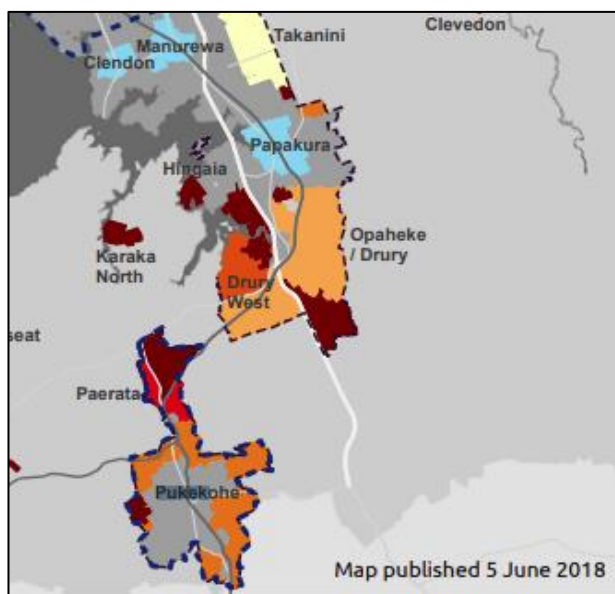 Takanini
Clevedon
Manurewa
Clendon
Papakura
Hingaia
Karaka
North
Opaheke
/ Drury
Drury
West
seat
Paerata
Pukekohe
Map published 5 June 2018